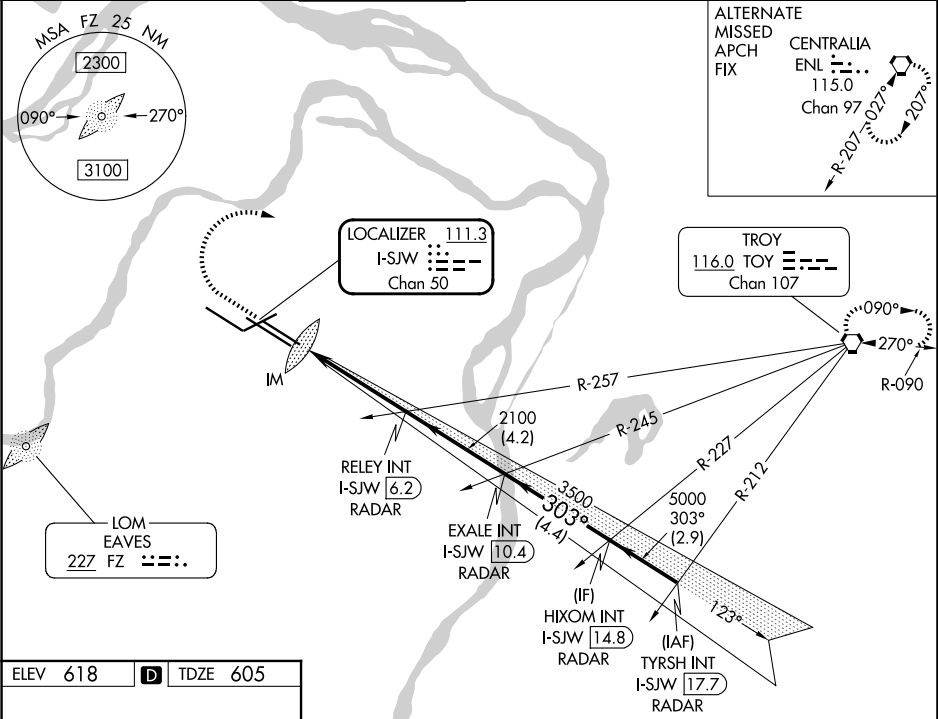 MSA FZ 25 NM
2300
090°
270°
3100
ALTERNATE
MISSED
APCH
FIX
CENTRALIA
ENL
115.0
Chan 97
R-207
027°
207°
LOCALIZER 111.3
I-SJW
Chan 50
TROY
116.0 TOY
Chan 107
090°
270°
R-090
IM
R-257
R-245
R-227
R-212
2100
(4.2)
RELEY INT
I-SJW 6.2
RADAR
3500
303°
(4.4)
5000
303°
(2.9)
EXALE INT
I-SJW 10.4
RADAR
(IF)
HIXOM INT
I-SJW 14.8
RADAR
123°
(IAF)
TYRSH INT
I-SJW 17.7
RADAR
LOM
EAVES
227 FZ
ELEV 618 D TDZE 605